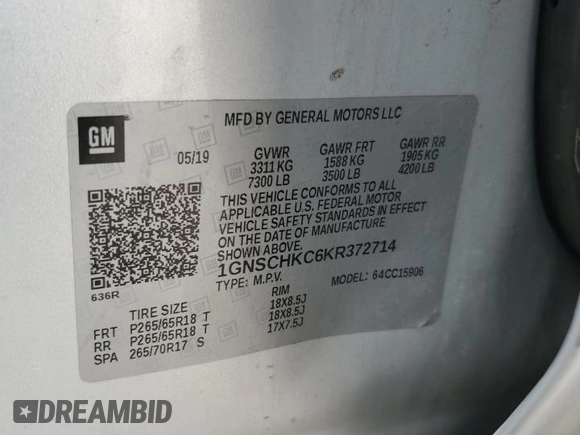 MFD BY GENERAL MOTORS LLC
GM
05/19 GVWR GAWR FRT GAWR RR
3311 KG 1588 KG 1905 KG
7300 LB 3500 LB 4200 LB
THIS VEHICLE CONFORMS TO ALL
APPLICABLE U.S. FEDERAL MOTOR
VEHICLE SAFETY STANDARDS IN EFFECT
ON THE DATE OF MANUFACTURE
SHOWN ABOVE.
1GNSCHKC6KR372714
TYPE: M.P.V. MODEL: 64CC15906
636R
TIRE SIZE RIM
FRT P265/65R18 T 18X8.5J
RR P265/65R18 T 18X8.5J
SPA 265/70R17 S 17X7.5J
DREAMBID